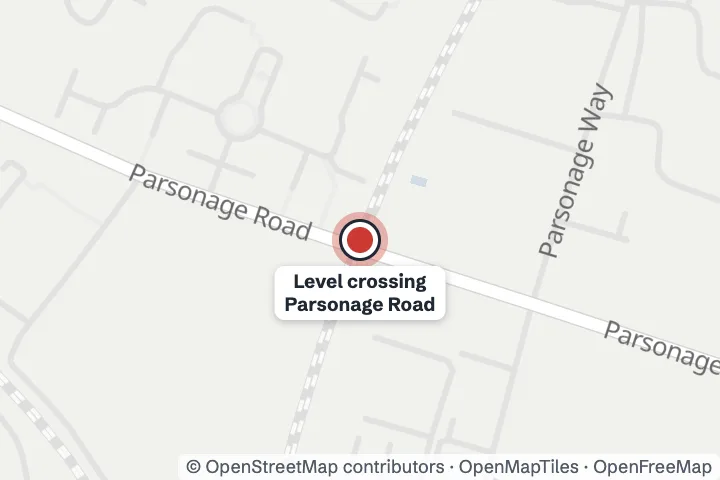 Parsonage Way
Parsonage Road
Level crossing
Parsonage Road
Parsonage
© OpenStreetMap contributors · OpenMapTiles · OpenFreeMap